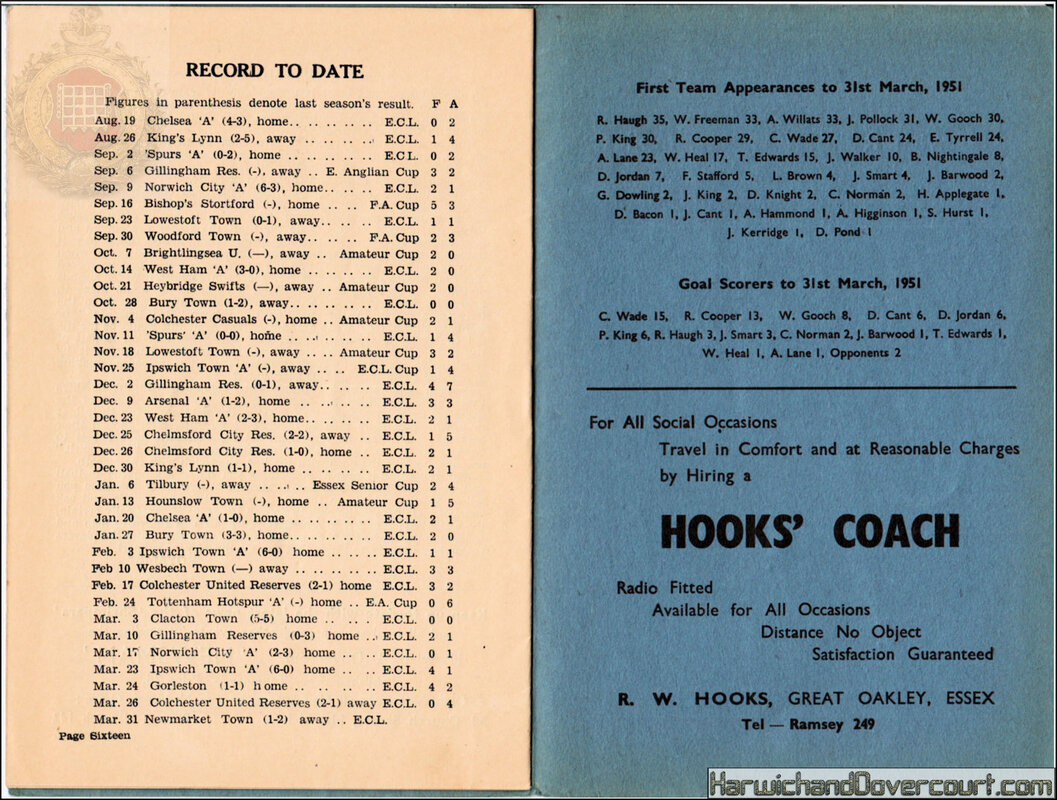 RECORD TO DATE
Figures in parenthesis denote last season's result. F A
Aug. 19 Chelsea 'A' (4-3), home.. .. .. .. .. E.C.L. 0 2
Aug. 26 King's Lynn (2-5), away .. .. .. .. E.C.L. 1 4
Sep. 2 'Spurs 'A' (0-2), home .. .. .. .. .. E.C L. 0 2
Sep. 6 Gillingham Res. (-), away .. E. Anglian Cup 3 2
Sep. 9 Norwich City 'A' (6-3), home.. .. .. E.C.L. 2 1
Sep. 16 Bishop's Stortford (-), home .. .. F.A. Cup 5 3
Sep. 23 Lowestoft Town (0-1), away.. .. .. E.C.L. 1 1
Sep. 30 Woodford Town (-), away.. .. .. F.A. Cup 2 3
Oct. 7 Brightlingsea U. (—), away .. Amateur Cup 2 0
Oct. 14 West Ham 'A' (3-0), home .. .. .. .. E.C.L. 2 0
Oct. 21 Heybridge Swifts (—), away .. Amateur Cup 2 0
Oct. 28 Bury Town (1-2), away.. .. .. .. .. E.C.L. 0 0
Nov. 4 Colchester Casuals (-), home .. Amateur Cup 2 1
Nov. 11 'Spurs' 'A' (0-0), home .. .. .. .. .. E.C.L. 1 4
Nov. 18 Lowestoft Town (-), away .. .. Amateur Cup 3 2
Nov. 25 Ipswich Town 'A' (-), away .. .. E.C.L. Cup 1 4
Dec. 2 Gillingham Res. (0-1), away.. .. .. E.C.L. 4 7
Dec. 9 Arsenal 'A' (1-2), home .. .. .. .. E.C.L. 3 3
Dec. 23 West Ham 'A' (2-3), home.. .. .. .. E.C.L. 2 1
Dec. 25 Chelmsford City Res. (2-2), away .. E.C.L. 1 5
Dec. 26 Chelmsford City Res. (1-0), home .. E.C.L. 2 1
Dec. 30 King's Lynn (1-1), home .. .. .. .. E.C.L. 2 1
Jan. 6 Tilbury (-), away .. .. .. Essex Senior Cup 2 4
Jan. 13 Hounslow Town (-), home .. Amateur Cup 1 5
Jan. 20 Chelsea 'A' (1-0), home .. .. .. .. .. E.C.L. 2 1
Jan. 27 Bury Town (3-3), home.. .. .. .. .. E.C.L. 2 0
Feb. 3 Ipswich Town 'A' (6-0) home .. .. .. E.C.L. 1 1
Feb 10 Wesbech Town (—) away .. .. .. .. .. E.C.L. 3 3
Feb. 17 Colchester United Reserves (2-1) home E.C.L. 3 2
Feb. 24 Tottenham Hotspur 'A' (-) home .. E.A. Cup 0 6
Mar. 3 Clacton Town (5-5) home .. .. .. E.C.L. 0 0
Mar. 10 Gillingham Reserves (0-3) home .. E.C.L. 2 1
Mar. 17 Norwich City 'A' (2-3) home .. .. E.C.L. 0 1
Mar. 23 Ipswich Town 'A' (6-0) home .. .. E.C.L. 4 1
Mar. 24 Gorleston (1-1) home .. .. .. .. E.C.L. 4 2
Mar. 26 Colchester United Reserves (2-1) away E.C.L. 0 4
Mar. 31 Newmarket Town (1-2) away .. E.C.L.
Page Sixteen
First Team Appearances to 31st March, 1951
R. Haugh 35, W. Freeman 33, A. Willats 33, J. Pollock 31, W. Gooch 30,
P. King 30, R. Cooper 29, C. Wade 27, D. Cant 24, E. Tyrrell 24,
A. Lane 23, W. Heal 17, T. Edwards 15, J. Walker 10, B. Nightingale 8,
D. Jordan 7, F. Stafford 5, L. Brown 4, J. Smart 4, J. Barwood 2,
G. Dowling 2, J. King 2, D. Knight 2, C. Norman 2, H. Applegate 1,
D. Bacon 1, J. Cant 1, A. Hammond 1, A. Higginson 1, S. Hurst 1,
J. Kerridge 1, D. Pond 1
Goal Scorers to 31st March, 1951
C. Wade 15, R. Cooper 13, W. Gooch 8, D. Cant 6, D. Jordan 6,
P. King 6, R. Haugh 3, J. Smart 3, C. Norman 2, J. Barwood 1, T. Edwards 1,
W. Heal 1, A. Lane 1, Opponents 2
For All Social Occasions
Travel in Comfort and at Reasonable Charges
by Hiring a
HOOKS' COACH
Radio Fitted
Available for All Occasions
Distance No Object
Satisfaction Guaranteed
R. W. HOOKS, GREAT OAKLEY, ESSEX
Tel — Ramsey 249
HarwichandDovercourt.com